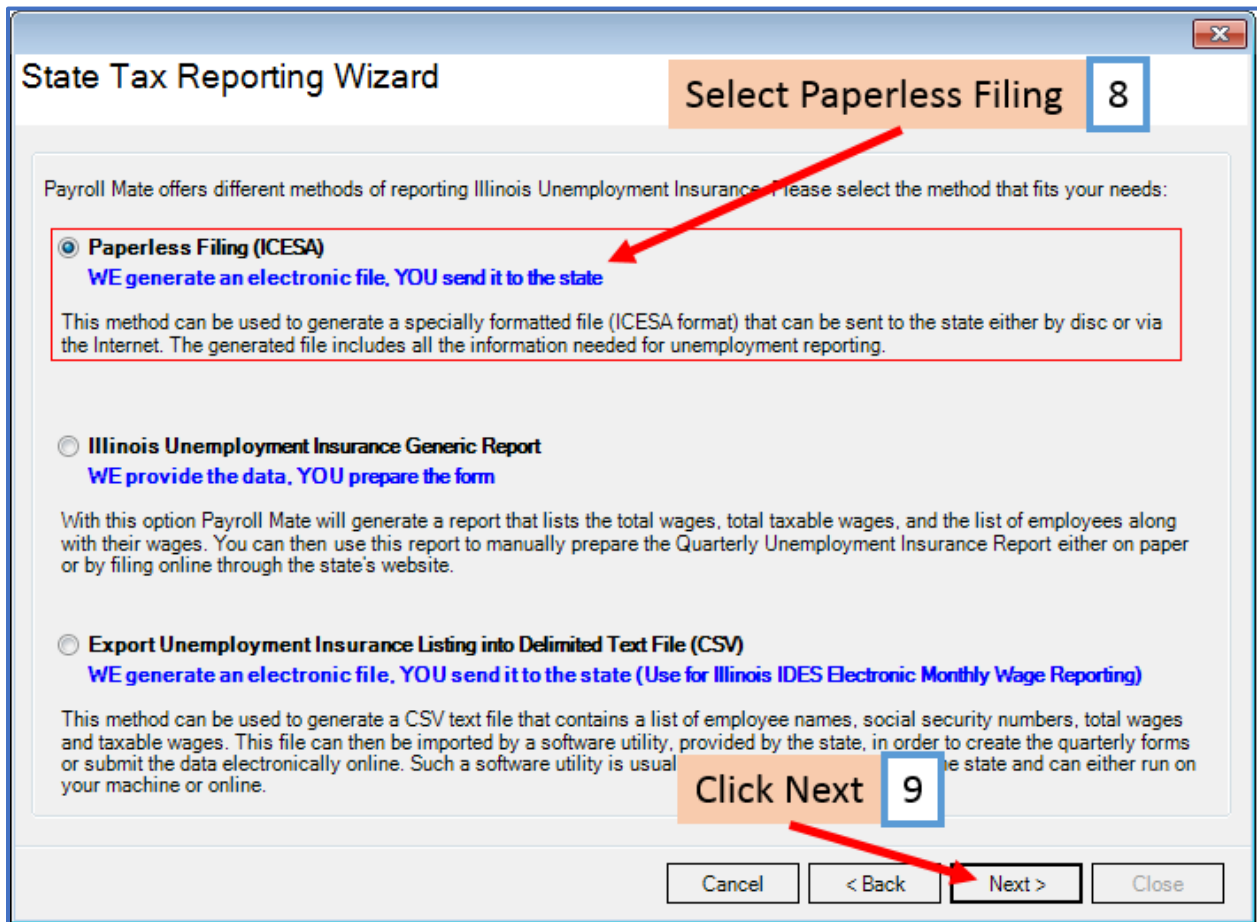 State Tax Reporting Wizard
Select Paperless Filing 8
Payroll Mate offers different methods of reporting Illinois Unemployment Insurance. Please select the method that fits your needs:
Paperless Filing (ICESA)
WE generate an electronic file, YOU send it to the state
This method can be used to generate a specially formatted file (ICESA format) that can be sent to the state either by disc or via
the Internet. The generated file includes all the information needed for unemployment reporting.
Illinois Unemployment Insurance Generic Report
WE provide the data, YOU prepare the form
With this option Payroll Mate will generate a report that lists the total wages, total taxable wages, and the list of employees along
with their wages. You can then use this report to manually prepare the Quarterly Unemployment Insurance Report either on paper
or by filing online through the state's website.
Export Unemployment Insurance Listing into Delimited Text File (CSV)
WE generate an electronic file, YOU send it to the state (Use for Illinois IDES Electronic Monthly Wage Reporting)
This method can be used to generate a CSV text file that contains a list of employee names, social security numbers, total wages
and taxable wages. This file can then be imported by a software utility, provided by the state, in order to create the quarterly forms
or submit the data electronically online. Such a software utility is state and can either run on
your machine or online.
Click Next 9
Cancel < Back Next > Close